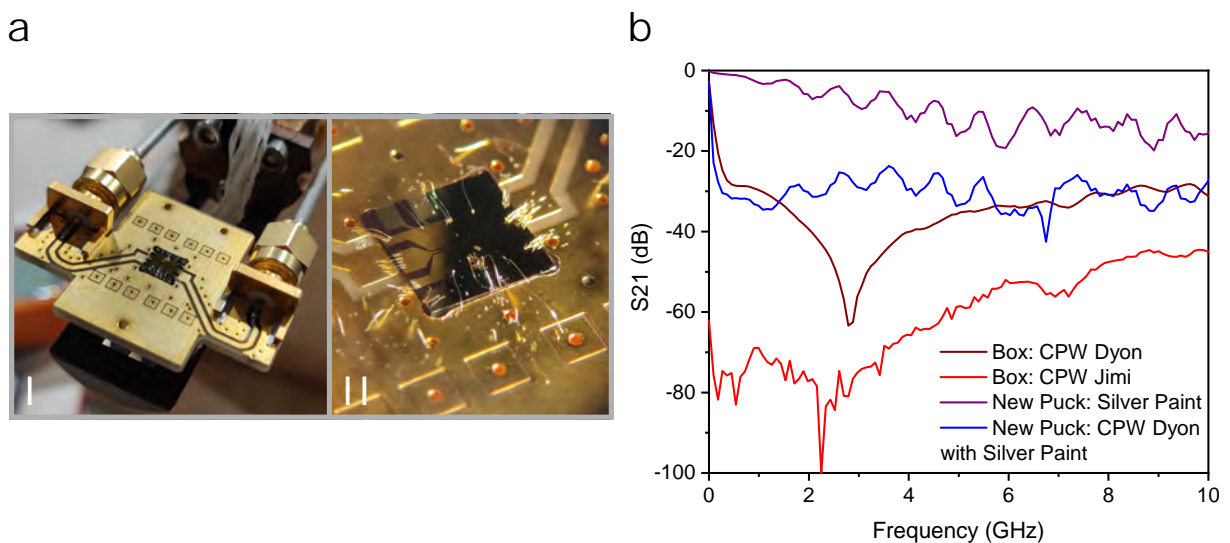 a
I
II
b
S21 (dB)
0
-20
-40
-60
-80
-100
Box: CPW Dyon
Box: CPW Jimi
New Puck: Silver Paint
New Puck: CPW Dyon
with Silver Paint
0
2
4
6
8
10
Frequency (GHz)